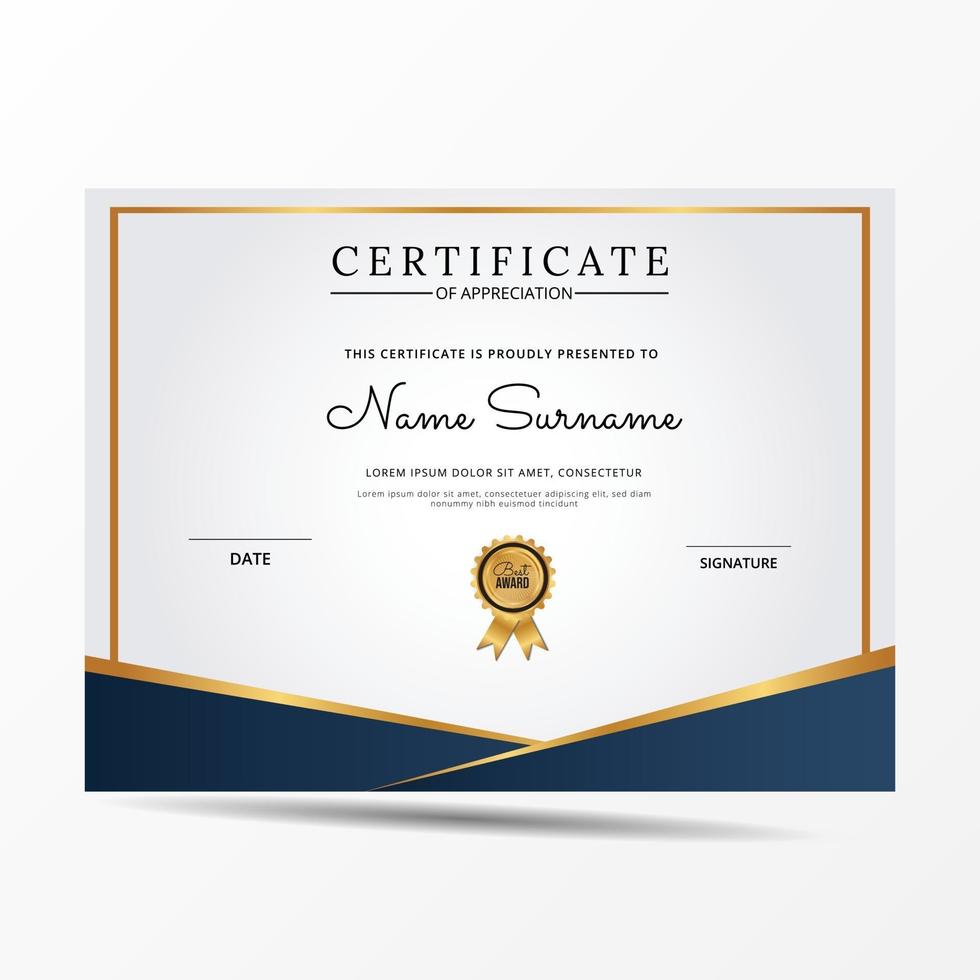 CERTIFICATE
OF APPRECIATION
THIS CERTIFICATE IS PROUDLY PRESENTED TO
Name Surname
LOREM IPSUM DOLOR SIT AMET, CONSECTETUR
Lorem ipsum dolor sit amet, consectetuer adipiscing elit, sed diam
nonummy nibh euismod tincidunt
DATE
Best
AWARD
SIGNATURE